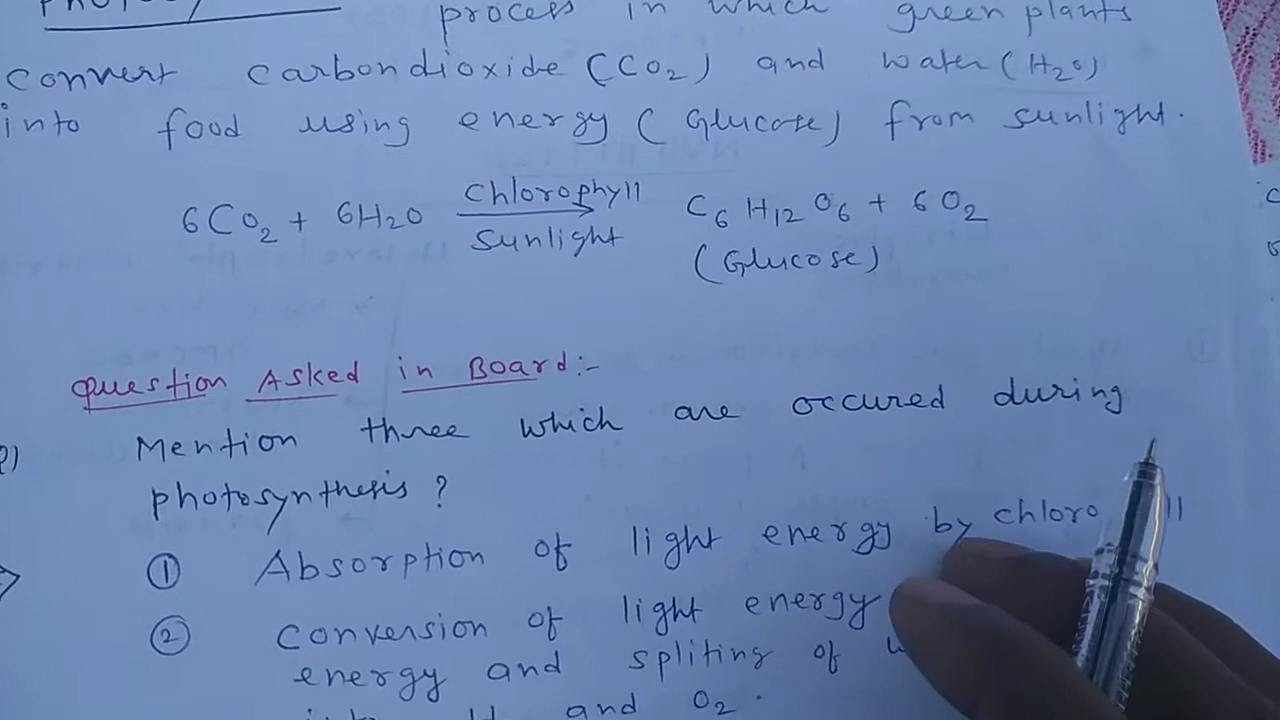 process in which green plants
convert carbondioxide (CO₂) and water (H₂O)
into food using energy (Glucose) from sunlight.
6CO₂ + 6H₂O Chlorophyll Sunlight C₆H₁₂O₆ + 6O₂
(Glucose)
Question Asked in Board:-
Mention three which are occured during
photosynthesis ?
① Absorption of light energy by
② conversion of light energy
energy and spliting of
and O₂.